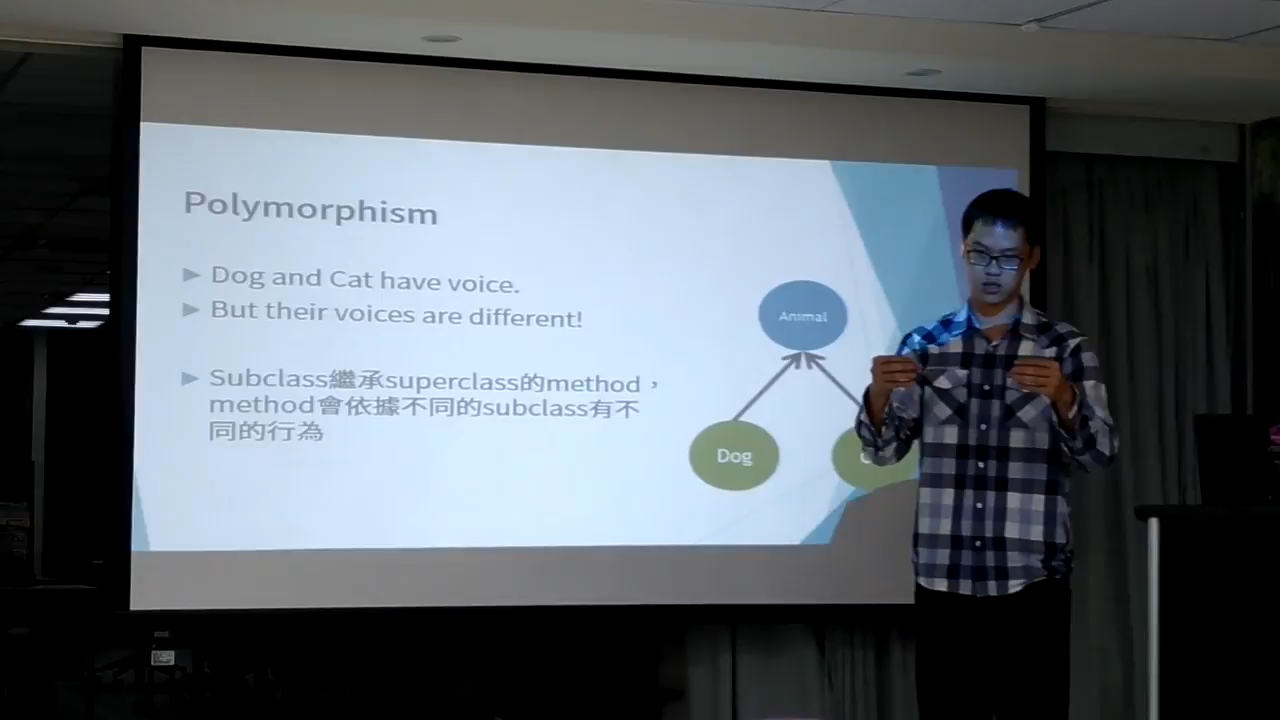 Polymorphism
Dog and Cat have voice.
But their voices are different!
Subclass繼承superclass的method，
method會依據不同的subclass有不
同的行為
Animal
Dog